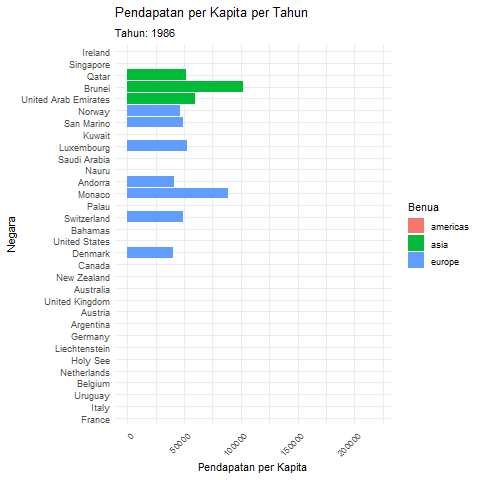 Pendapatan per Kapita per Tahun
Tahun: 1986
Negara
Ireland
Singapore
Qatar
Brunei
United Arab Emirates
Norway
San Marino
Kuwait
Luxembourg
Saudi Arabia
Nauru
Andorra
Monaco
Palau
Switzerland
Bahamas
United States
Denmark
Canada
New Zealand
Australia
United Kingdom
Austria
Argentina
Germany
Liechtenstein
Holy See
Netherlands
Belgium
Uruguay
Italy
France
0
50000
100000
150000
200000
Pendapatan per Kapita
Benua
americas
asia
europe